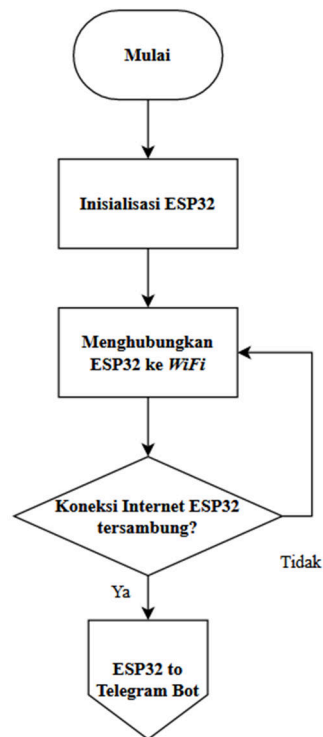 Mulai
Inisialisasi ESP32
Menghubungkan
ESP32 ke WiFi
Koneksi Internet ESP32
tersambung?
Tidak
Ya
ESP32 to
Telegram Bot